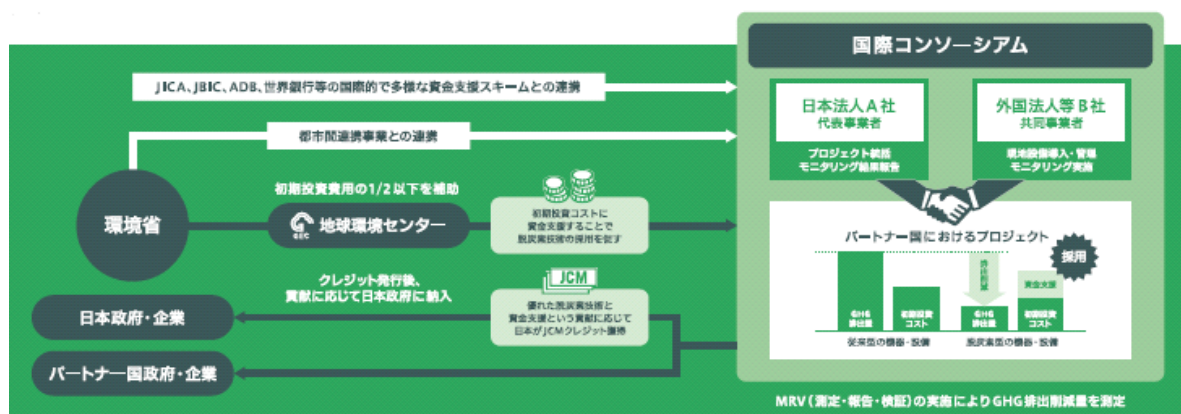 国際コンソーシアム
JICA、JBIC、ADB、世界銀行等の国際的で多様な資金支援スキームとの連携
日本法人A社
代表事業者
プロジェクト統括
モニタリング結果報告
外国法人等B社
共同事業者
現地設備導入・管理
モニタリング実施
都市間連携事業との連携
環境省
初期投資費用の1/2以下を補助
GEC
地球環境センター
初期投資コストに
資金支援することで
脱炭素技術の採用を促す
パートナー国におけるプロジェクト
採用
排出削減
資金支援
GHG
排出量
初期投資
コスト
GHG
排出量
初期投資
コスト
従来型の機器・設備
脱炭素型の機器・設備
クレジット発行後、
貢献に応じて日本政府に納入
JCM
優れた脱炭素技術と
資金支援という貢献に応じて
日本がJCMクレジット獲得
日本政府・企業
パートナー国政府・企業
MRV（測定・報告・検証）の実施によりGHG排出削減量を測定